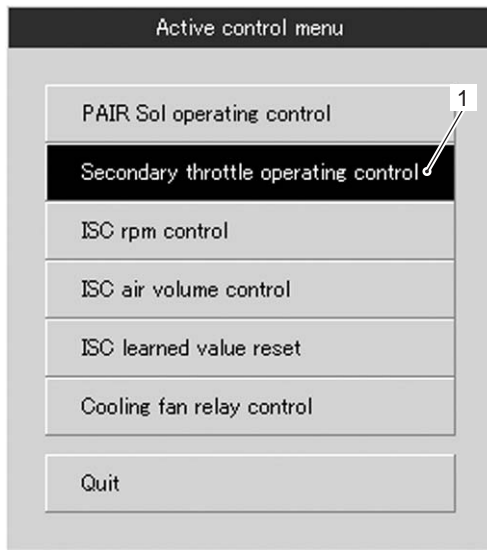 Active control menu
1
PAIR Sol operating control
Secondary throttle operating control
ISC rpm control
ISC air volume control
ISC learned value reset
Cooling fan relay control
Quit